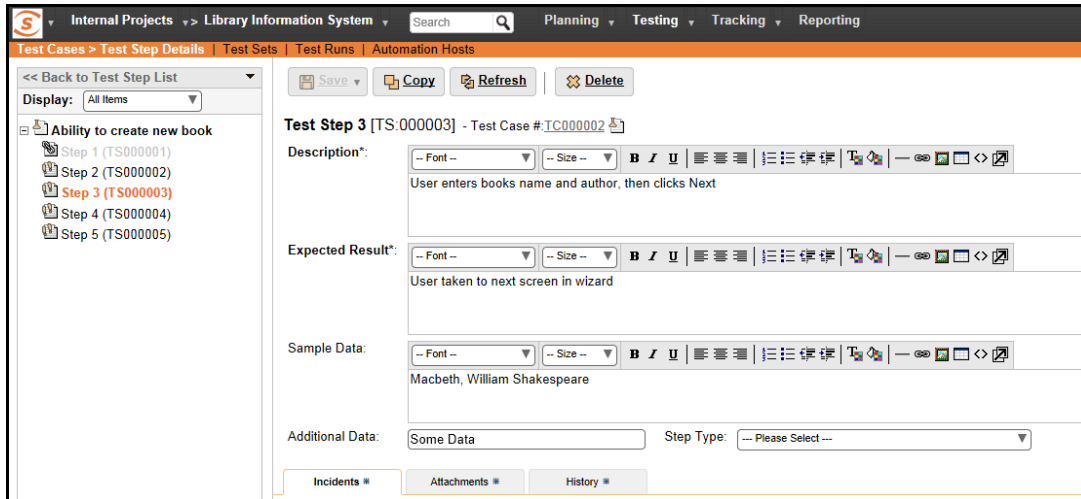 Internal Projects > Library Information System Search Planning Testing Tracking Reporting
Test Cases > Test Step Details | Test Sets | Test Runs | Automation Hosts
<< Back to Test Step List
Display: All Items
Ability to create new book
Step 1 (TS000001)
Step 2 (TS000002)
Step 3 (TS000003)
Step 4 (TS000004)
Step 5 (TS000005)
Save Copy Refresh Delete
Test Step 3 [TS:000003] - Test Case #:TC000002
Description*: -- Font -- -- Size -- B I U
User enters books name and author, then clicks Next
Expected Result*: -- Font -- -- Size -- B I U
User taken to next screen in wizard
Sample Data: -- Font -- -- Size -- B I U
Macbeth, William Shakespeare
Additional Data: Some Data Step Type: --- Please Select ---
Incidents Attachments History